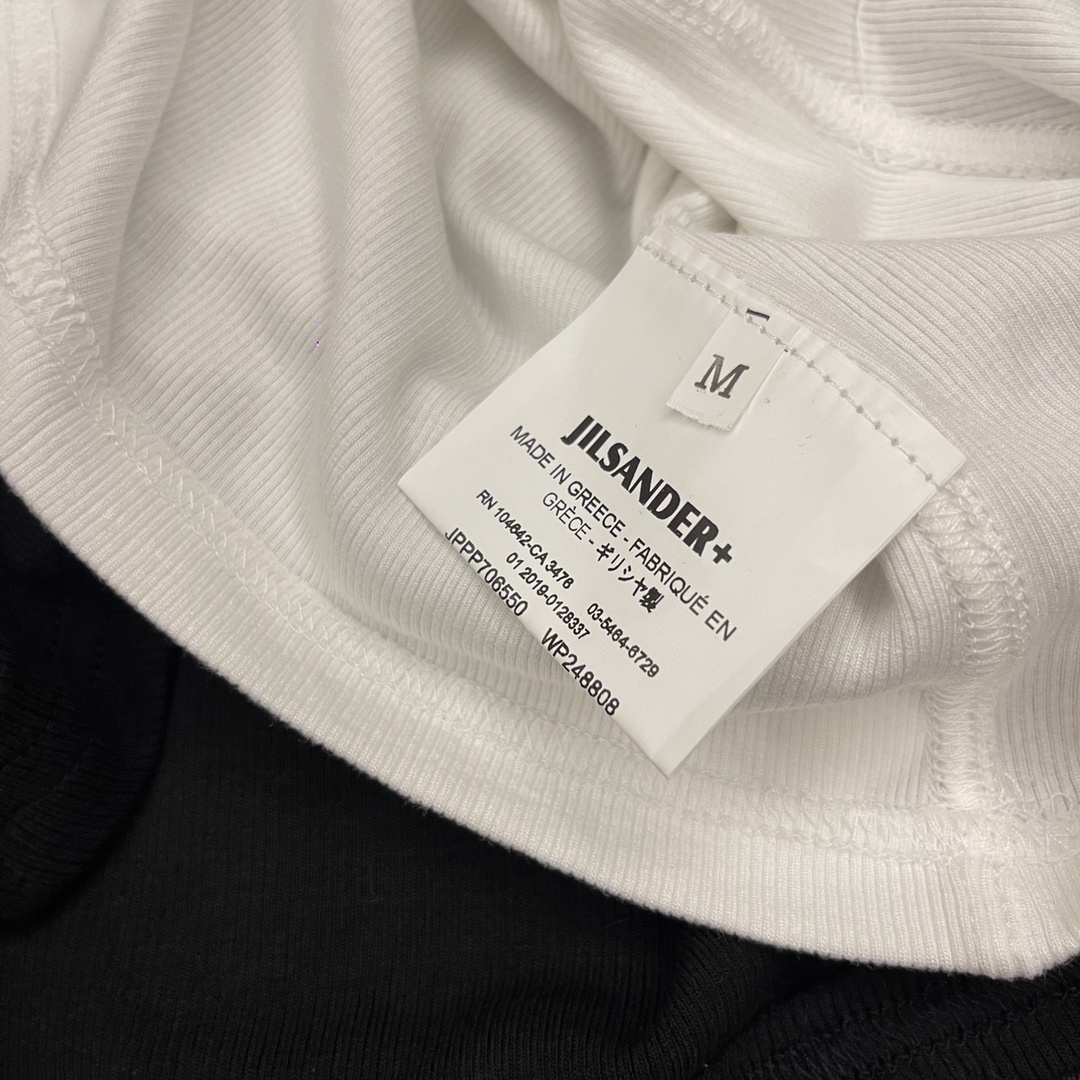 M
JILSANDER+
MADE IN GREECE - FABRIQUÉ EN
GRÈCE - ギリシャ製
RN 104842-CA 3476 03-5464-6729
01 2019-0128337
JPPP706550 WP248808